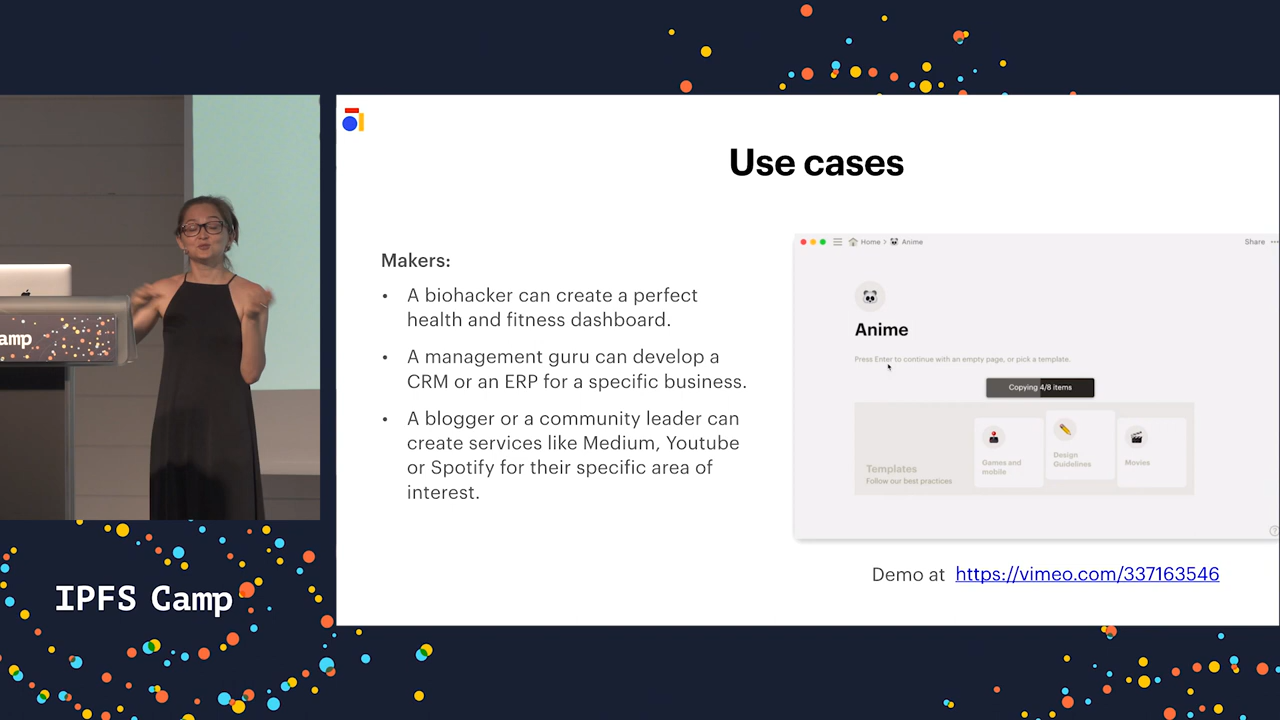 Use cases
Makers:
• A biohacker can create a perfect
health and fitness dashboard.
• A management guru can develop a
CRM or an ERP for a specific business.
• A blogger or a community leader can
create services like Medium, Youtube
or Spotify for their specific area of
interest.
Home › Anime
Share
Anime
Press Enter to continue with an empty page, or pick a template.
Copying 4/8 items
Templates
Follow our best practices
Games and
mobile
Design
Guidelines
Movies
?
Demo at https://vimeo.com/337163546
amp
IPFS Camp